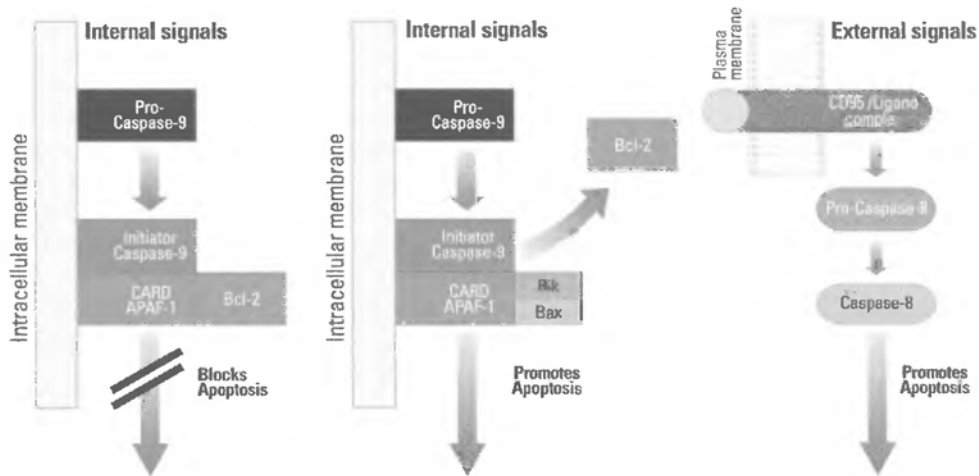 Internal signals
Intracellular membrane
Pro-
Caspase-9
Initiator
Caspase-9
CARD
APAF-1
Bcl-2
Blocks
Apoptosis
Internal signals
Intracellular membrane
Pro-
Caspase-9
Initiator
Caspase-9
CARD
APAF-1
Bik
Bax
Bcl-2
Promotes
Apoptosis
External signals
Plasma
membrane
CD95/Ligand
comple
Pro-Caspase-8
Caspase-8
Promotes
Apoptosis